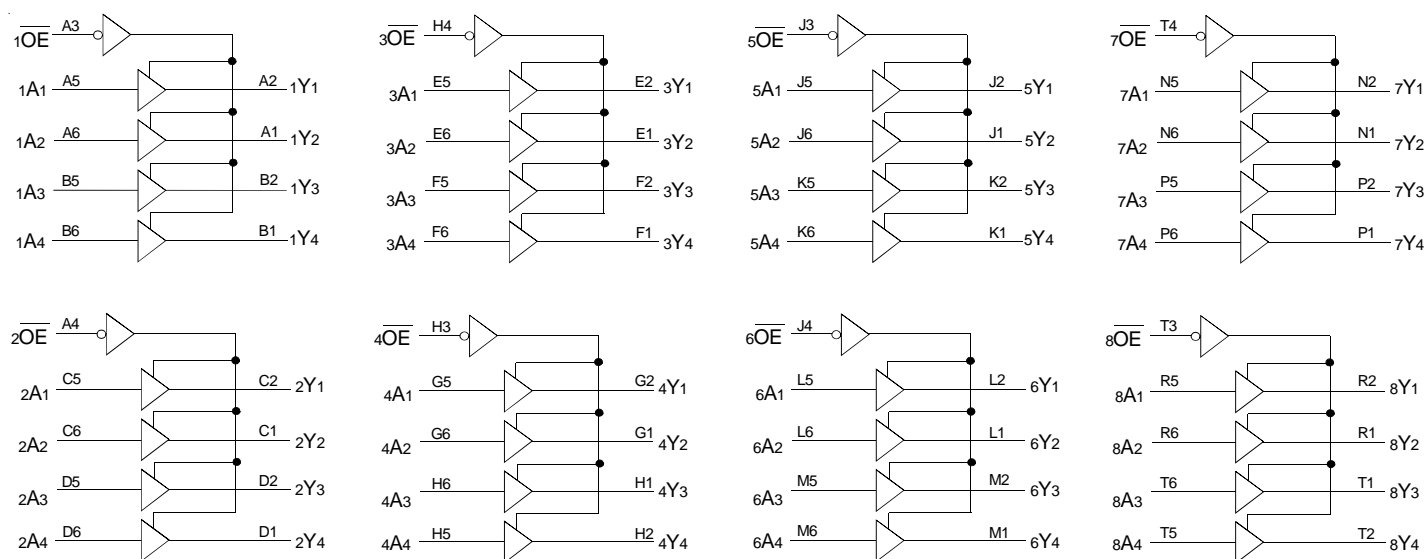 1OE A3
1A1 A5 A2 1Y1
1A2 A6 A1 1Y2
1A3 B5 B2 1Y3
1A4 B6 B1 1Y4
3OE H4
3A1 E5 E2 3Y1
3A2 E6 E1 3Y2
3A3 F5 F2 3Y3
3A4 F6 F1 3Y4
5OE J3
5A1 J5 J2 5Y1
5A2 J6 J1 5Y2
5A3 K5 K2 5Y3
5A4 K6 K1 5Y4
7OE T4
7A1 N5 N2 7Y1
7A2 N6 N1 7Y2
7A3 P5 P2 7Y3
7A4 P6 P1 7Y4
2OE A4
2A1 C5 C2 2Y1
2A2 C6 C1 2Y2
2A3 D5 D2 2Y3
2A4 D6 D1 2Y4
4OE H3
4A1 G5 G2 4Y1
4A2 G6 G1 4Y2
4A3 H6 H1 4Y3
4A4 H5 H2 4Y4
6OE J4
6A1 L5 L2 6Y1
6A2 L6 L1 6Y2
6A3 M5 M2 6Y3
6A4 M6 M1 6Y4
8OE T3
8A1 R5 R2 8Y1
8A2 R6 R1 8Y2
8A3 T6 T1 8Y3
8A4 T5 T2 8Y4